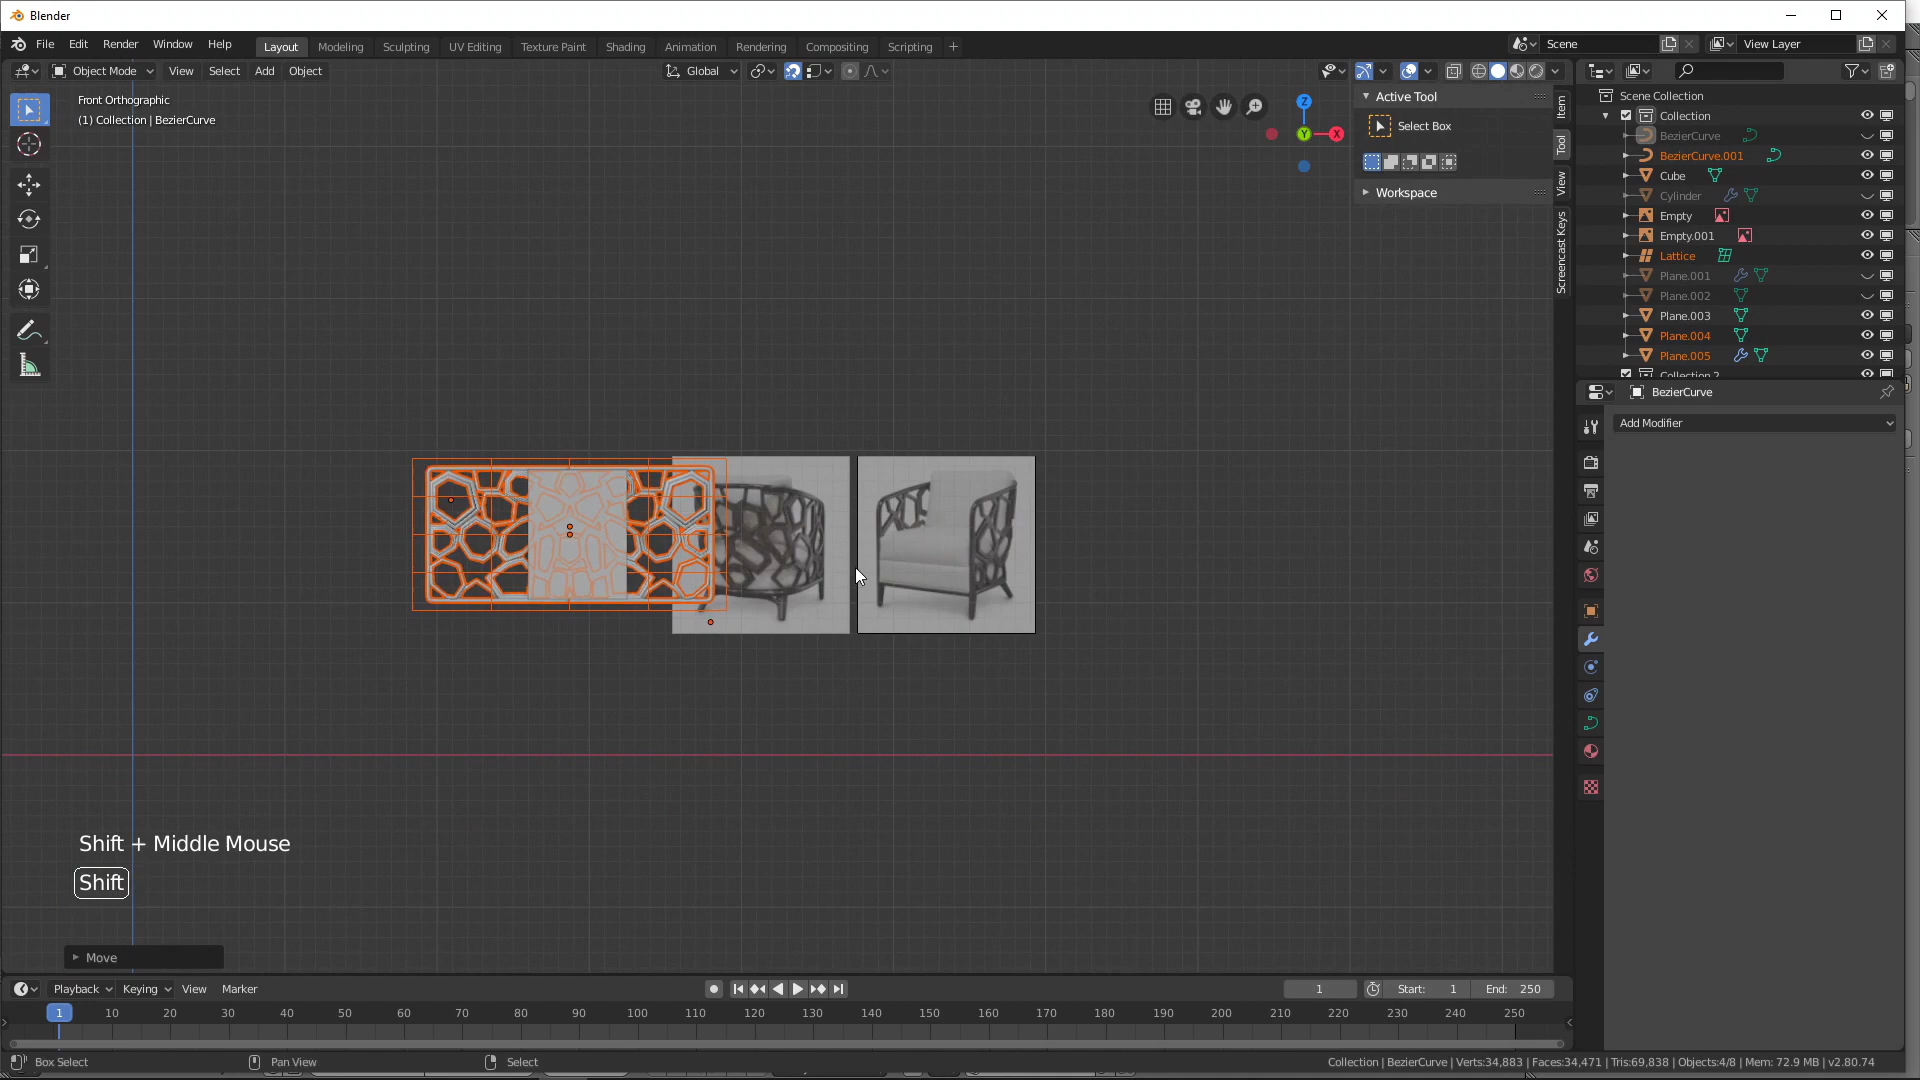 Blender
File Edit Render Window Help
Layout Modeling Sculpting UV Editing Texture Paint Shading Animation Rendering Compositing Scripting
Scene
View Layer
Object Mode View Select Add Object
Global
Front Orthographic
(1) Collection | BezierCurve
Active Tool
Select Box
Workspace
Item
Tool
View
Screencast Keys
Scene Collection
Collection
BezierCurve
BezierCurve.001
Cube
Cylinder
Empty
Empty.001
Lattice
Plane.001
Plane.002
Plane.003
Plane.004
Plane.005
Collection 2
BezierCurve
Add Modifier
Z
Y
X
Shift + Middle Mouse
Shift
Move
Playback Keying View Marker
1
Start: 1
End: 250
1 10 20 30 40 50 60 70 80 90 100 110 120 130 140 150 160 170 180 190 200 210 220 230 240 250
Box Select
Pan View
Select
Collection | BezierCurve | Verts:34,883 | Faces:34,471 | Tris:69,838 | Objects:4/8 | Mem: 72.9 MB | v2.80.74